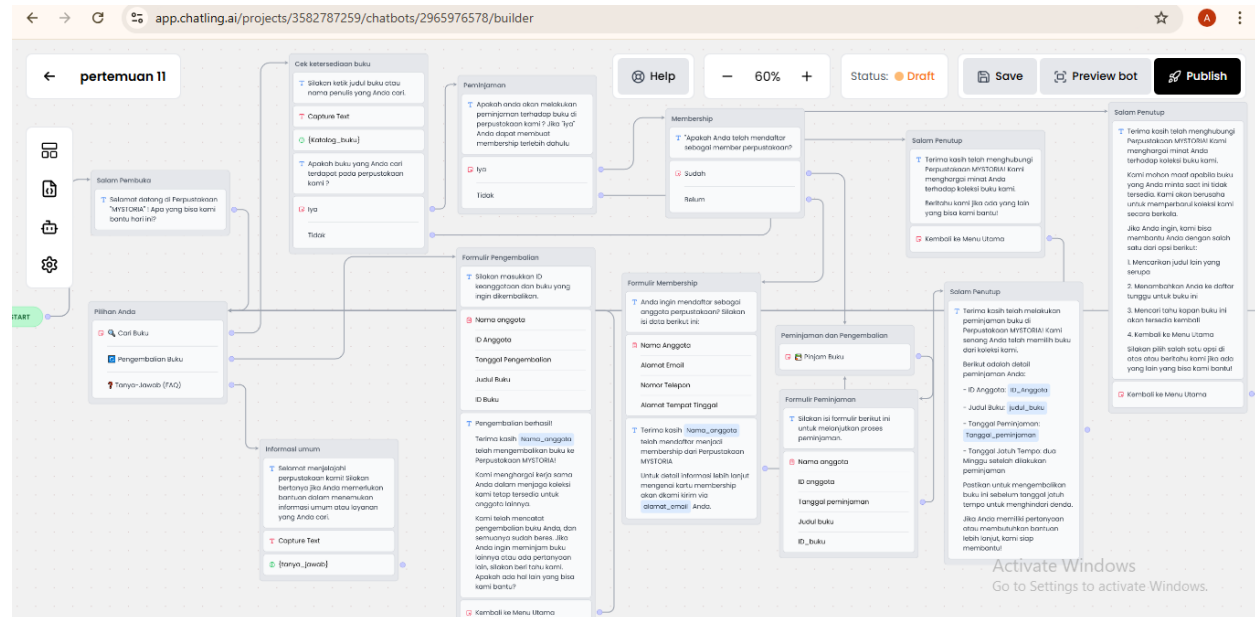 app.chatling.ai/projects/3582787259/chatbots/2965976578/builder
A
pertemuan 11
Help
60%
Status: Draft
Save
Preview bot
Publish
START
Salam Pembuka
Selamat datang di Perpustakaan
"MYSTORIA" ! Apa yang bisa kami
bantu hari ini?
Pilihan Anda
Cari Buku
Pengembalian Buku
Tanya-Jawab (FAQ)
Cek ketersediaan buku
Silakan ketik judul buku atau
nama penulis yang Anda cari.
Capture Text
{Katalog_buku}
Apakah buku yang Anda cari
terdapat pada perpustakaan
kami ?
Iya
Tidak
Informasi umum
Selamat menjelajahi
perpustakaan kami! Silakan
bertanya jika Anda memerlukan
bantuan dalam menemukan
informasi umum atau layanan
yang Anda cari.
Capture Text
{tanya_jawab}
Peminjaman
Apakah anda akan melakukan
peminjaman terhadap buku di
perpustakaan kami ? Jika "Iya"
Anda dapat membuat
membership terlebih dahulu
Iya
Tidak
Formulir Pengembalian
Silakan masukkan ID
keanggotaan dan buku yang
ingin dikembalikan.
Nama anggota
ID Anggota
Tanggal Pengembalian
Judul Buku
ID Buku
Pengembalian berhasil!
Terima kasih Nama_anggota
telah mengembalikan buku ke
Perpustakaan MYSTORIA!
Kami menghargai kerja sama
Anda dalam menjaga koleksi
kami tetap tersedia untuk
anggota lainnya.
Kami telah mencatat
pengembalian buku Anda, dan
semuanya sudah beres. Jika
Anda ingin meminjam buku
lainnya atau ada pertanyaan
lain, silakan beri tahu kami.
Apakah ada hal lain yang bisa
kami bantu?
Kembali ke Menu Utama
Membership
"Apakah Anda telah mendaftar
sebagai member perpustakaan?
Sudah
Belum
Formulir Membership
Anda ingin mendaftar sebagai
anggota perpustakaan? Silakan
isi data berikut ini:
Nama Anggota
Alamat Email
Nomor Telepon
Alamat Tempat Tinggal
Terima kasih Nama_anggota
telah mendaftar menjadi
membership dari Perpustakaan
MYSTORIA
Untuk detail informasi lebih lanjut
mengenai kartu membership
akan dkami kirim via
alamat_email Anda.
Peminjaman dan Pengembalian
Pinjam Buku
Formulir Peminjaman
Silakan isi formulir berikut ini
untuk melanjutkan proses
peminjaman.
Nama anggota
ID anggota
Tanggal peminjaman
Judul buku
ID_buku
Salam Penutup
Terima kasih telah menghubungi
Perpustakaan MYSTORIA! Kami
menghargai minat Anda
terhadap koleksi buku kami.
Beritahu kami jika ada yang lain
yang bisa kami bantu!
Kembali ke Menu Utama
Salam Penutup
Terima kasih telah melakukan
peminjaman buku di
Perpustakaan MYSTORIA! Kami
senang Anda telah memilih buku
dari koleksi kami.
Berikut adalah detail
peminjaman Anda:
- ID Anggota: ID_Anggota
- Judul Buku: judul_buku
- Tanggal Peminjaman:
Tanggal_peminjaman
- Tanggal Jatuh Tempo: dua
Minggu setelah dilakukan
peminjaman
Pastikan untuk mengembalikan
buku ini sebelum tanggal jatuh
tempo untuk menghindari denda.
Jika Anda memiliki pertanyaan
atau membutuhkan bantuan
lebih lanjut, kami siap
membantu!
Salam Penutup
Terima kasih telah menghubungi
Perpustakaan MYSTORIA! Kami
menghargai minat Anda
terhadap koleksi buku kami.
Kami mohon maaf apabila buku
yang Anda minta saat ini tidak
tersedia. Kami akan berusaha
untuk memperbarui koleksi kami
secara berkala.
Jika Anda ingin, kami bisa
membantu Anda dengan salah
satu dari opsi berikut:
1. Mencarikan judul lain yang
serupa
2. Menambahkan Anda ke daftar
tunggu untuk buku ini
3. Mencari tahu kapan buku ini
akan tersedia kembali
4. Kembali ke Menu Utama
Silakan pilih salah satu opsi di
atas atau beritahu kami jika ada
yang lain yang bisa kami bantu!
Kembali ke Menu Utama
Activate Windows
Go to Settings to activate Windows.